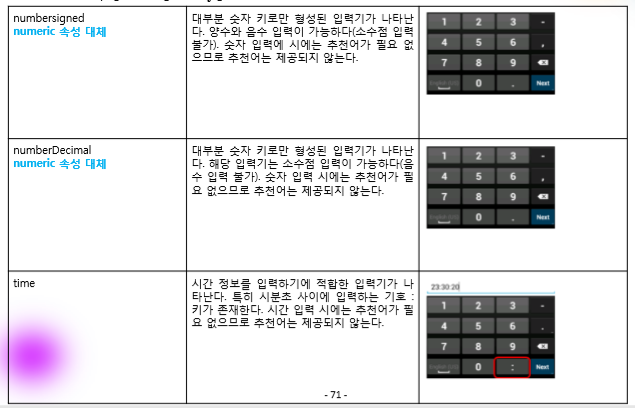 numbersigned
numeric 속성 대체
대부분 숫자 키로만 형성된 입력기가 나타난
다. 양수와 음수 입력이 가능하다(소수점 입력
불가). 숫자 입력에 시에는 추천어가 필요 없
으므로 추천어는 제공되지 않는다.
1 2 3 -
4 5 6 ,
7 8 9
0 . Next
numberDecimal
numeric 속성 대체
대부분 숫자 키로만 형성된 입력기가 나타난
다. 해당 입력기는 소수점 입력이 가능하다(음
수 입력 불가). 숫자 입력 시에는 추천어가 필
요 없으므로 추천어는 제공되지 않는다.
1 2 3 -
4 5 6 ,
7 8 9
0 . Next
time
시간 정보를 입력하기에 적합한 입력기가 나
타난다. 특히 시분초 사이에 입력하는 기호 :
키가 존재한다. 시간 입력 시에는 추천어가 필
요 없으므로 추천어는 제공되지 않는다.
23:30:20
1 2 3 -
4 5 6 .
7 8 9
0 : Next
- 71 -